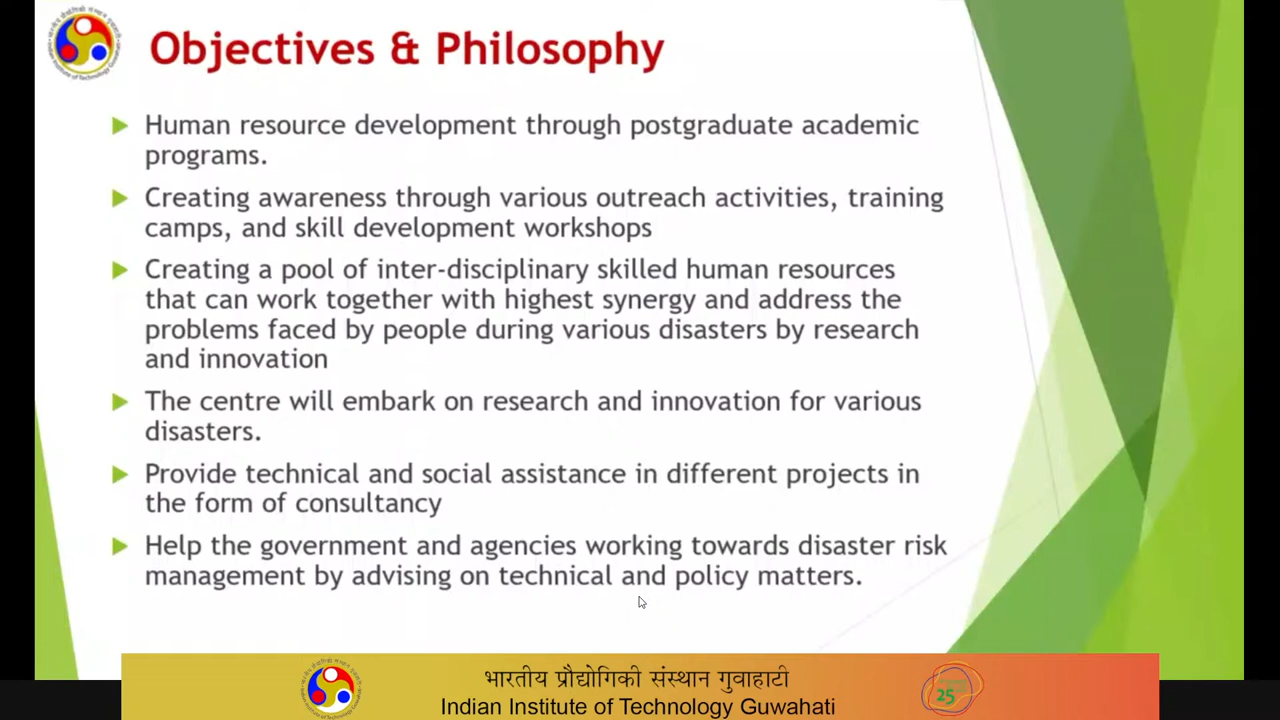 Objectives & Philosophy
Human resource development through postgraduate academic
programs.
Creating awareness through various outreach activities, training
camps, and skill development workshops
Creating a pool of inter-disciplinary skilled human resources
that can work together with highest synergy and address the
problems faced by people during various disasters by research
and innovation
The centre will embark on research and innovation for various
disasters.
Provide technical and social assistance in different projects in
the form of consultancy
Help the government and agencies working towards disaster risk
management by advising on technical and policy matters.
भारतीय प्रौद्योगिकी संस्थान गुवाहाटी
Indian Institute of Technology Guwahati
25